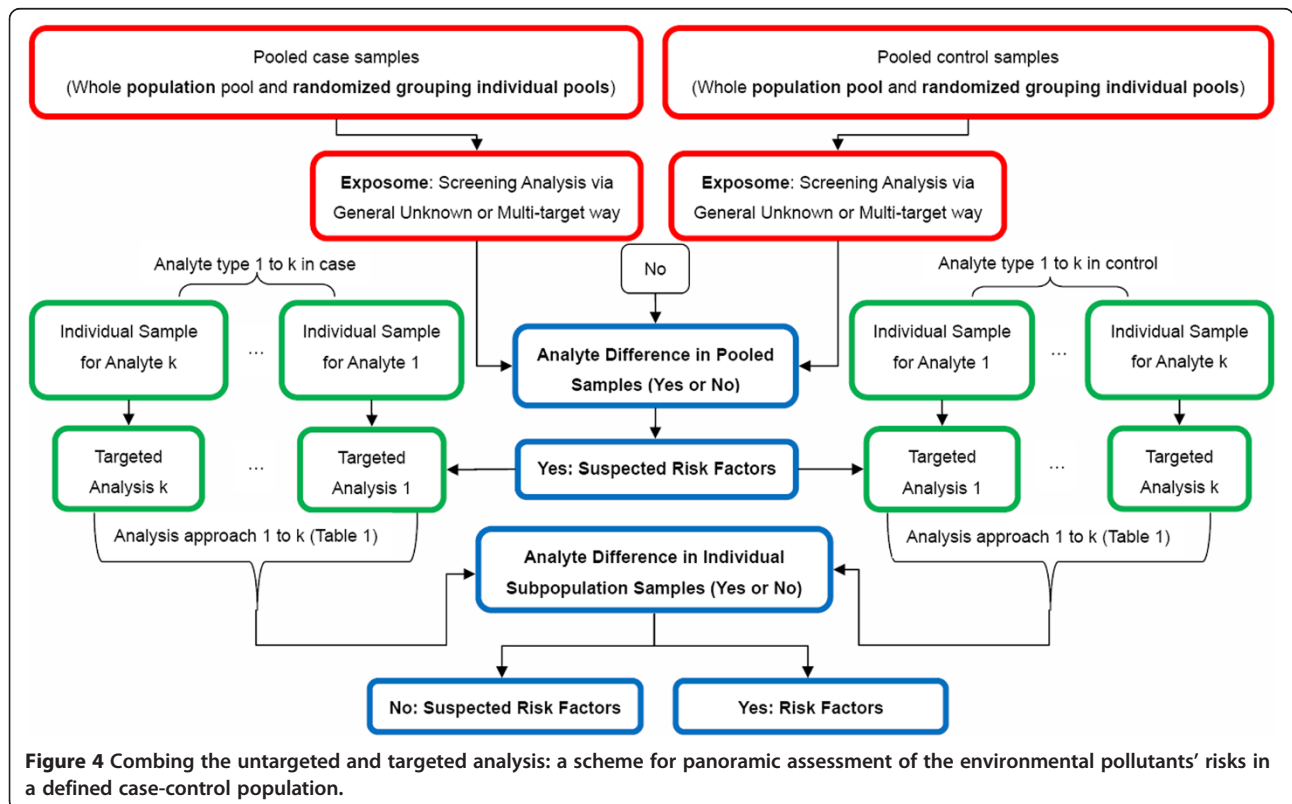 Pooled case samples
(Whole population pool and randomized grouping individual pools)
Pooled control samples
(Whole population pool and randomized grouping individual pools)
Exposome: Screening Analysis via
General Unknown or Multi-target way
Exposome: Screening Analysis via
General Unknown or Multi-target way
Analyte type 1 to k in case
No
Analyte type 1 to k in control
Individual Sample
for Analyte k
...
Individual Sample
for Analyte 1
Analyte Difference in Pooled
Samples (Yes or No)
Individual Sample
for Analyte 1
...
Individual Sample
for Analyte k
Targeted
Analysis k
...
Targeted
Analysis 1
Yes: Suspected Risk Factors
Targeted
Analysis 1
...
Targeted
Analysis k
Analysis approach 1 to k (Table 1)
Analysis approach 1 to k (Table 1)
Analyte Difference in Individual
Subpopulation Samples (Yes or No)
No: Suspected Risk Factors
Yes: Risk Factors
Figure 4 Combing the untargeted and targeted analysis: a scheme for panoramic assessment of the environmental pollutants' risks in
a defined case-control population.